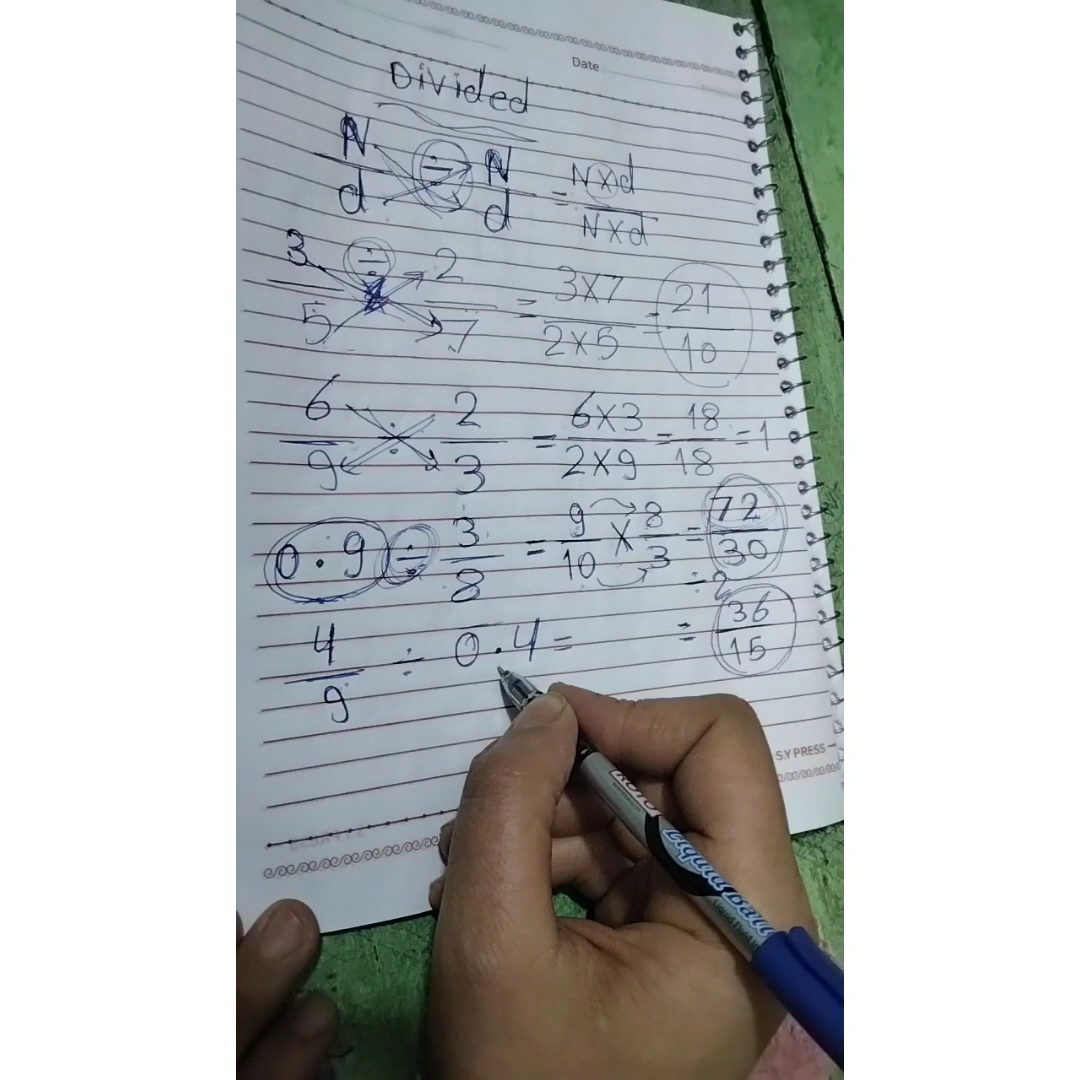 Date
Divided
N/d ÷ N/d = N×d/N×d
3/5 ÷ 2/7 = 3×7/2×5 = 21/10
6/9 ÷ 2/3 = 6×3/2×9 = 18/18 = 1
0.9 ÷ 3/8 = 9/10 × 8/3 = 72/30
÷2
= 36/15
4/9 ÷ 0.4 =
S.Y PRESS
Liquid Ball